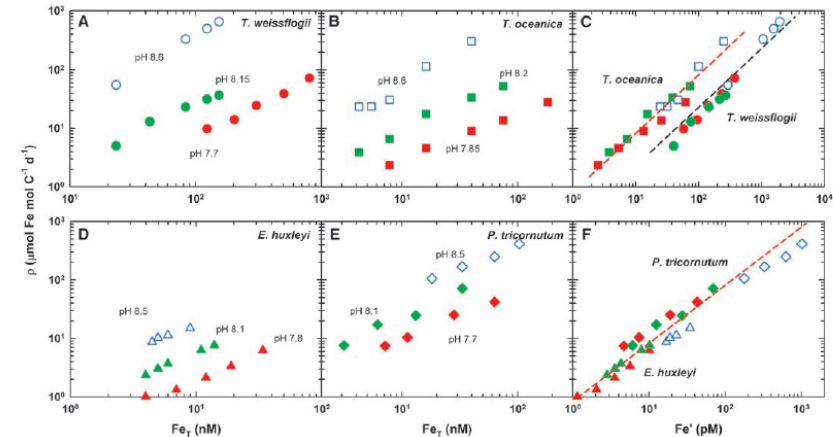 10³
A
T. weissflogii
B
T. oceanica
C
pH 8.6
pH 8.6
10²
pH 8.15
pH 8.2
T. oceanica
10¹
T. weissflogii
pH 7.7
pH 7.85
10⁰
10² 10¹ 10² 10⁰ 10¹ 10² 10³ 10⁴
ρ (μmol Fe mol C⁻¹ d⁻¹)
10³
D
E. huxleyi
E
P. tricornutum
F
pH 8.5
P. tricornutum
10²
pH 8.5
pH 8.1
pH 8.1
pH 7.8
10¹
pH 7.7
E. huxleyi
10⁰
10⁰ 10¹ 10¹ 10² 10⁰ 10¹ 10² 10³
Fe_T (nM)
Fe_T (nM)
Fe' (pM)